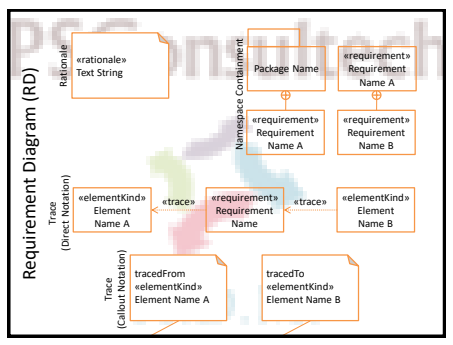 PSConsultech
Requirement Diagram (RD)
Rationale
«rationale»
Text String
Namespace Containment
Package Name
«requirement»
Requirement
Name A
«requirement»
Requirement
Name A
«requirement»
Requirement
Name B
Trace
(Direct Notation)
«elementKind»
Element
Name A
«trace»
«requirement»
Requirement
Name
«trace»
«elementKind»
Element
Name B
Trace
(Callout Notation)
tracedFrom
«elementKind»
Element Name A
tracedTo
«elementKind»
Element Name B